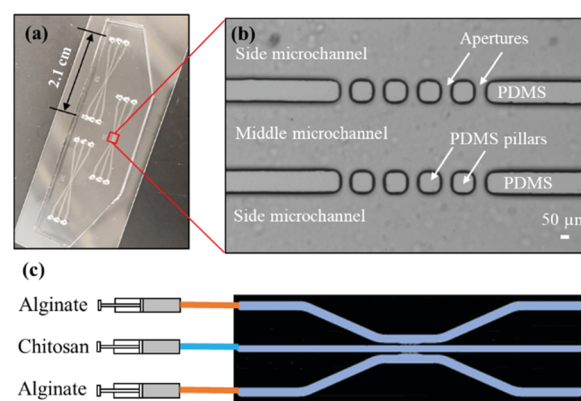 (a)
2.1 cm
(b)
Side microchannel
Apertures
PDMS
Middle microchannel
PDMS pillars
PDMS
Side microchannel
50 μm
(c)
Alginate
Chitosan
Alginate